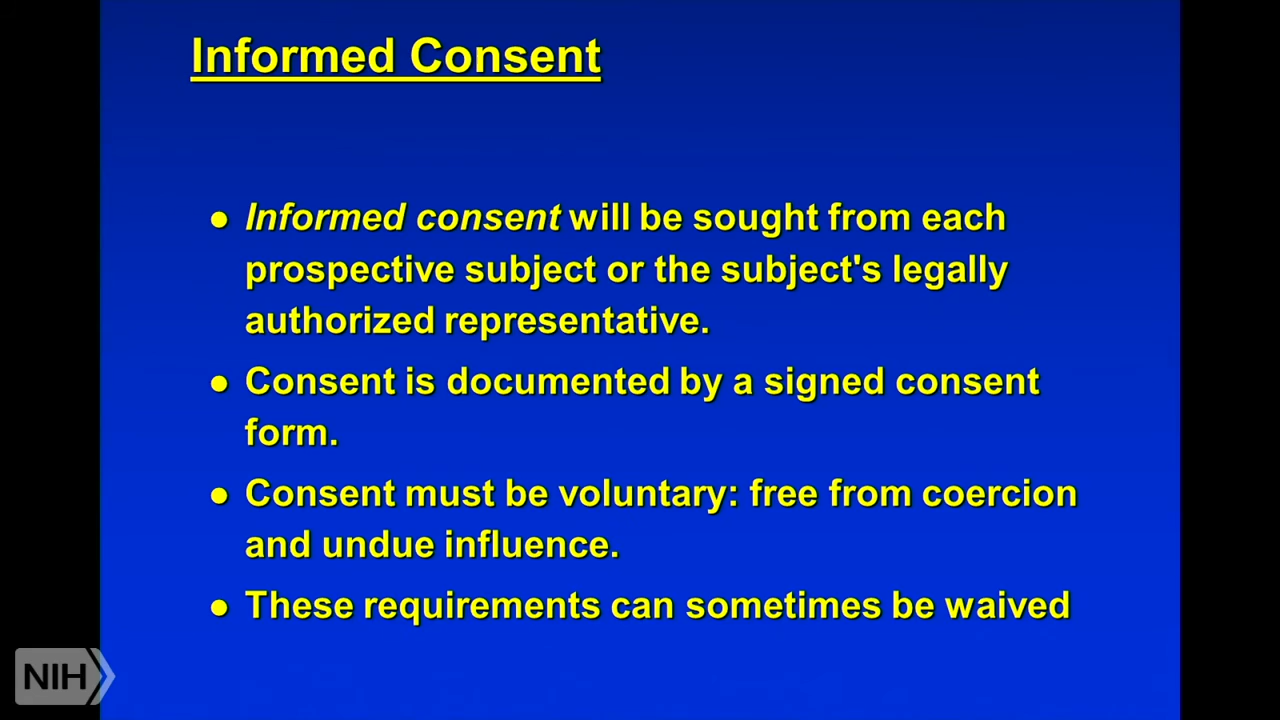 Informed Consent
● Informed consent will be sought from each
prospective subject or the subject's legally
authorized representative.
● Consent is documented by a signed consent
form.
● Consent must be voluntary: free from coercion
and undue influence.
● These requirements can sometimes be waived
NIH